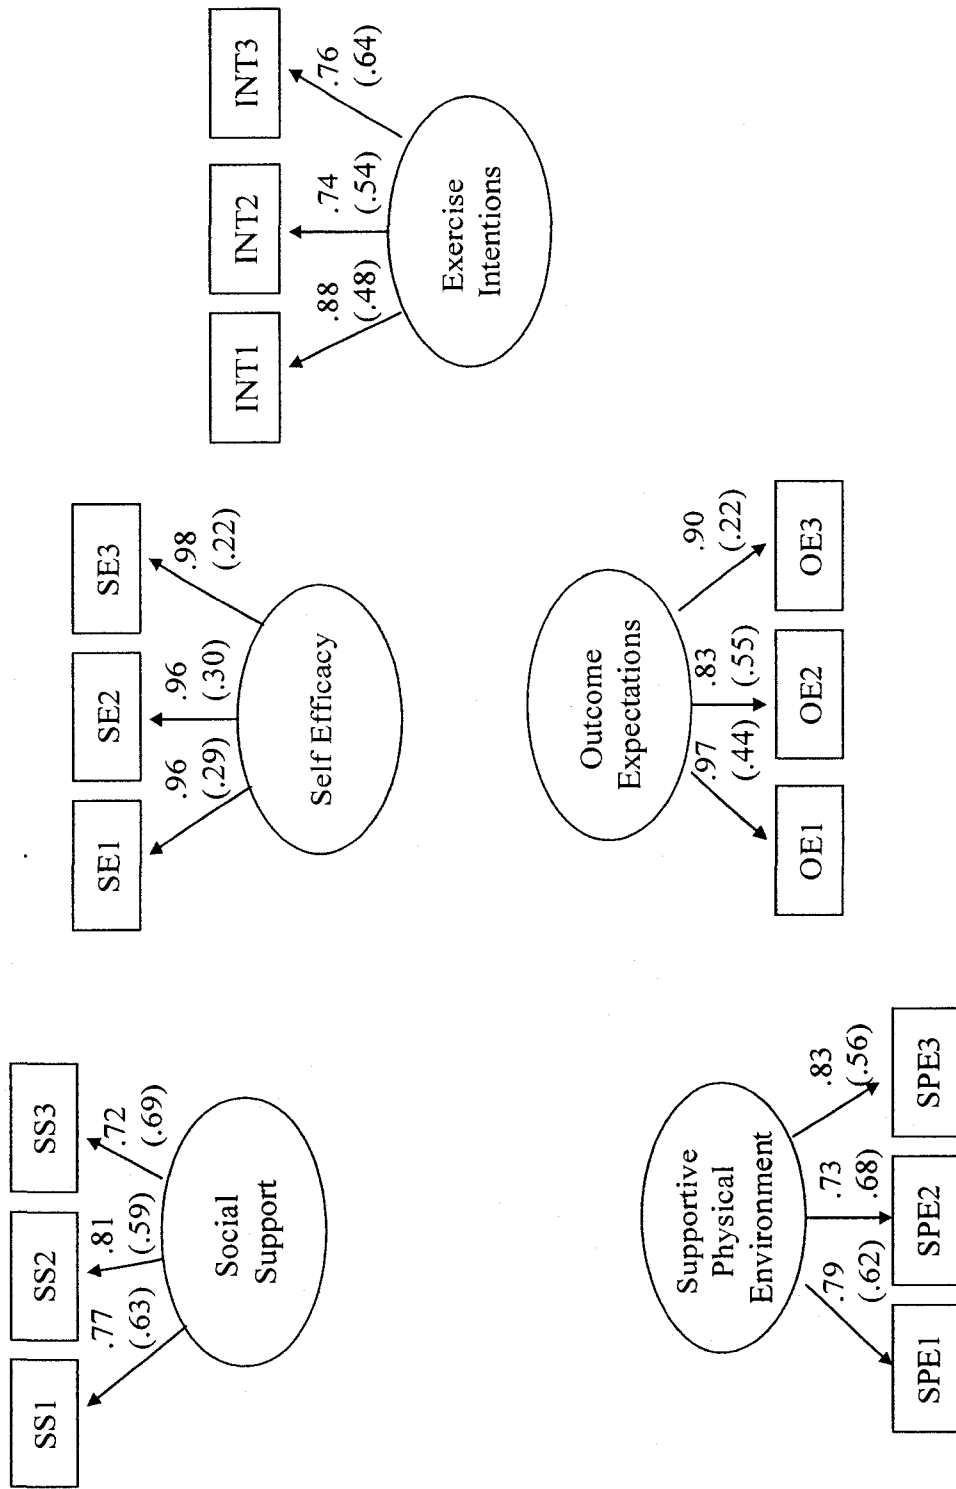 SS1
SS2
SS3
.77
(.63)
.81
(.59)
.72
(.69)
Social
Support
SE1
SE2
SE3
.96
(.29)
.96
(.30)
.98
(.22)
Self Efficacy
INT1
INT2
INT3
.88
(.48)
.74
(.54)
.76
(.64)
Exercise
Intentions
Outcome
Expectations
.97
(.44)
.83
(.55)
.90
(.22)
OE1
OE2
OE3
Supportive
Physical
Environment
.79
(.62)
.73
.68)
.83
(.56)
SPE1
SPE2
SPE3